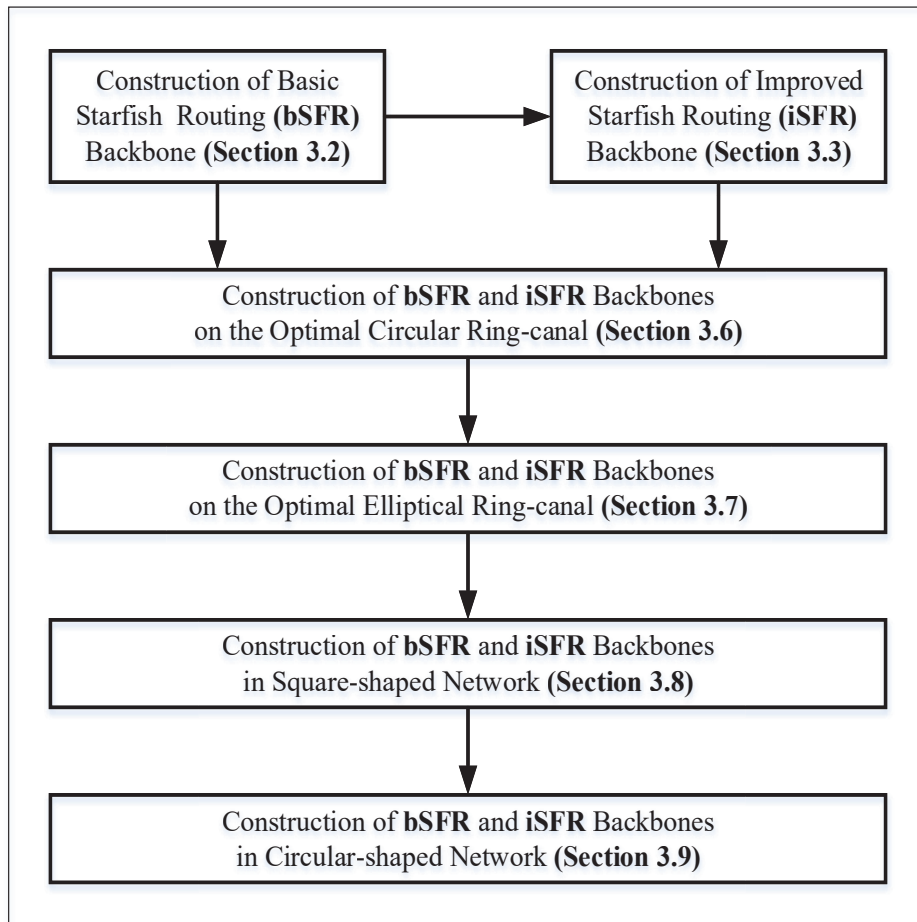 Construction of Basic
Starfish Routing (bSFR)
Backbone (Section 3.2)
Construction of Improved
Starfish Routing (iSFR)
Backbone (Section 3.3)
Construction of bSFR and iSFR Backbones
on the Optimal Circular Ring-canal (Section 3.6)
Construction of bSFR and iSFR Backbones
on the Optimal Elliptical Ring-canal (Section 3.7)
Construction of bSFR and iSFR Backbones
in Square-shaped Network (Section 3.8)
Construction of bSFR and iSFR Backbones
in Circular-shaped Network (Section 3.9)